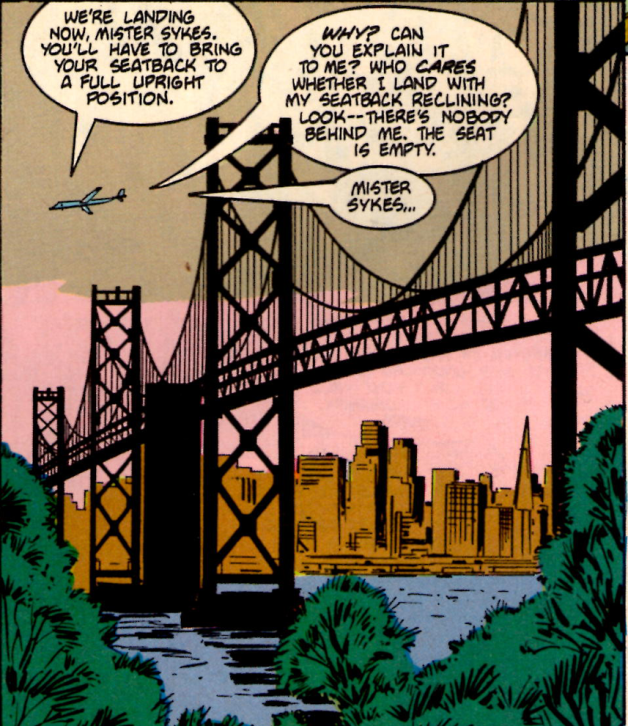 WE'RE LANDING
NOW, MISTER SYKES.
YOU'LL HAVE TO BRING
YOUR SEATBACK TO
A FULL UPRIGHT
POSITION.
WHY? CAN
YOU EXPLAIN IT
TO ME? WHO CARES
WHETHER I LAND WITH
MY SEATBACK RECLINING?
LOOK--THERE'S NOBODY
BEHIND ME. THE SEAT
IS EMPTY.
MISTER
SYKES...